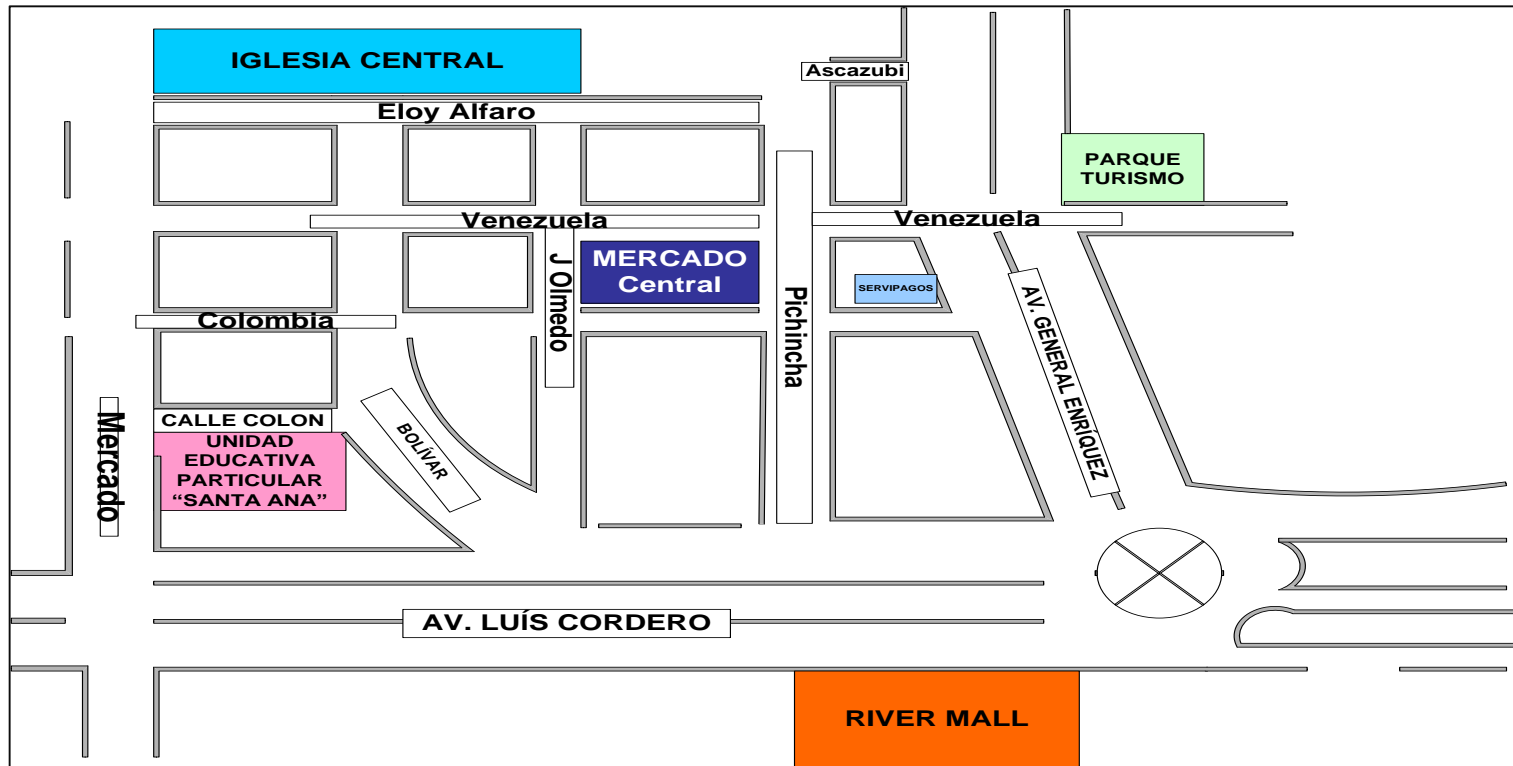 IGLESIA CENTRAL
Ascazubi
Eloy Alfaro
PARQUE
TURISMO
Venezuela
Venezuela
MERCADO
Central
J Olmedo
Pichincha
SERVIPAGOS
AV. GENERAL ENRÍQUEZ
Colombia
Mercado
CALLE COLON
UNIDAD
EDUCATIVA
PARTICULAR
“SANTA ANA”
BOLÍVAR
AV. LUÍS CORDERO
RIVER MALL